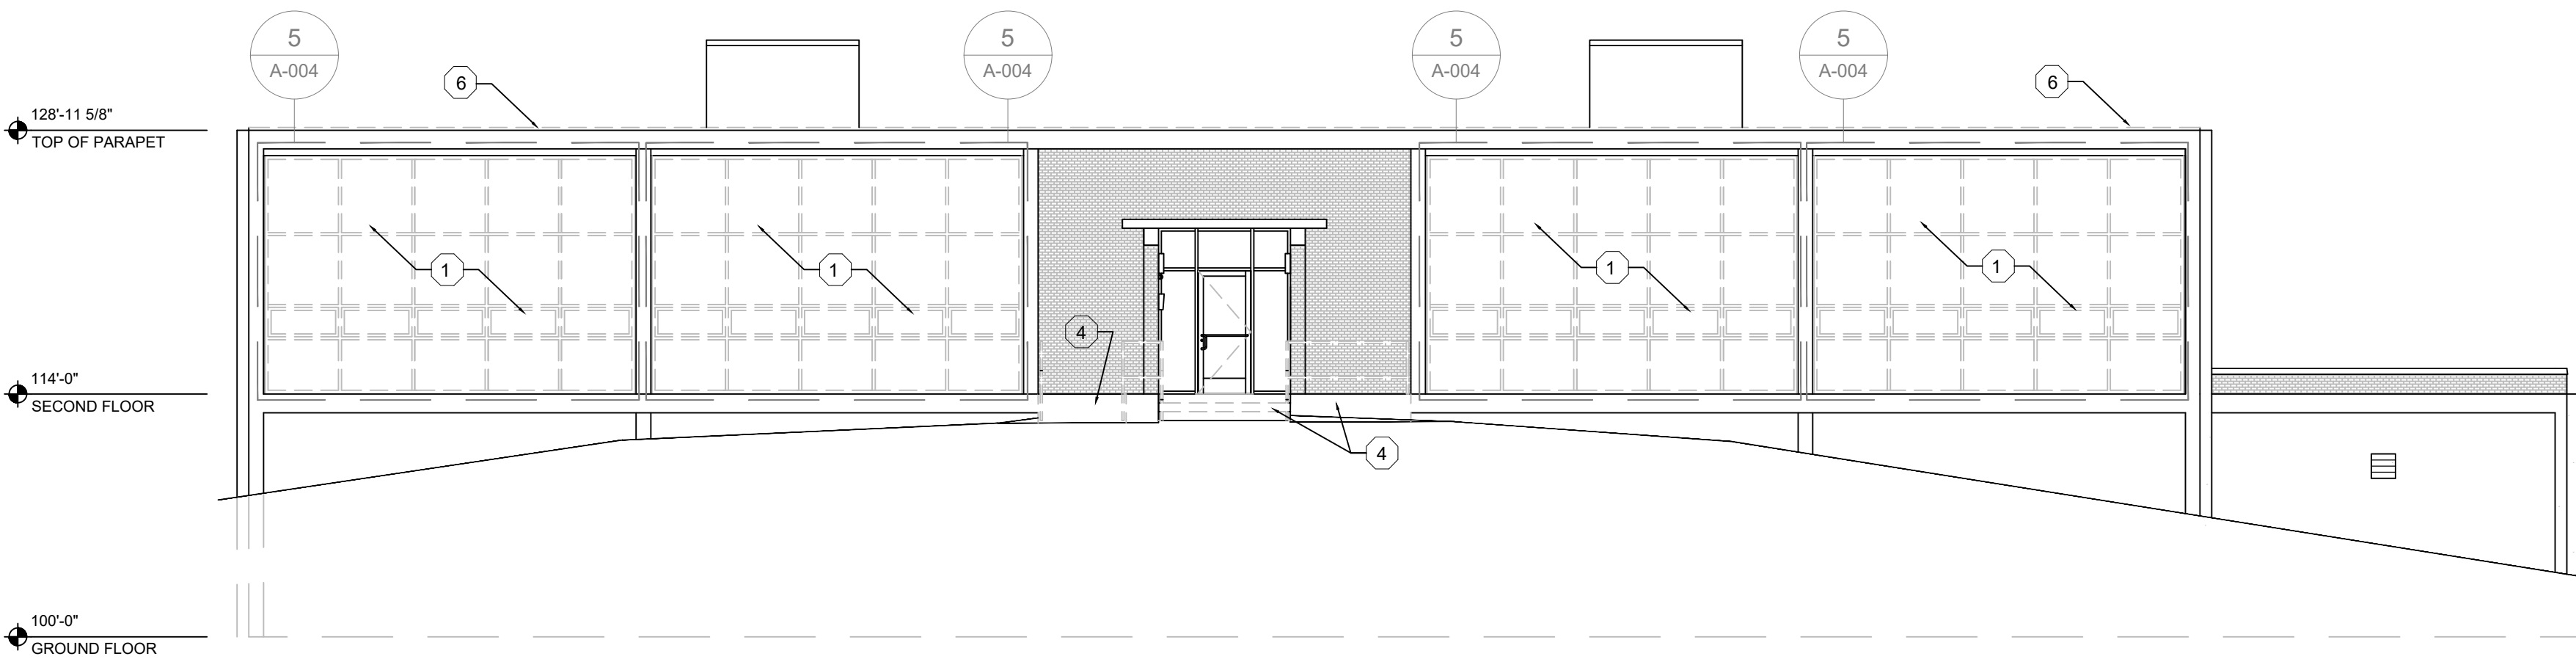 5
A-004
5
A-004
5
A-004
5
A-004
6
6
128'-11 5/8"
TOP OF PARAPET
1
1
1
1
4
114'-0"
SECOND FLOOR
4
100'-0"
GROUND FLOOR